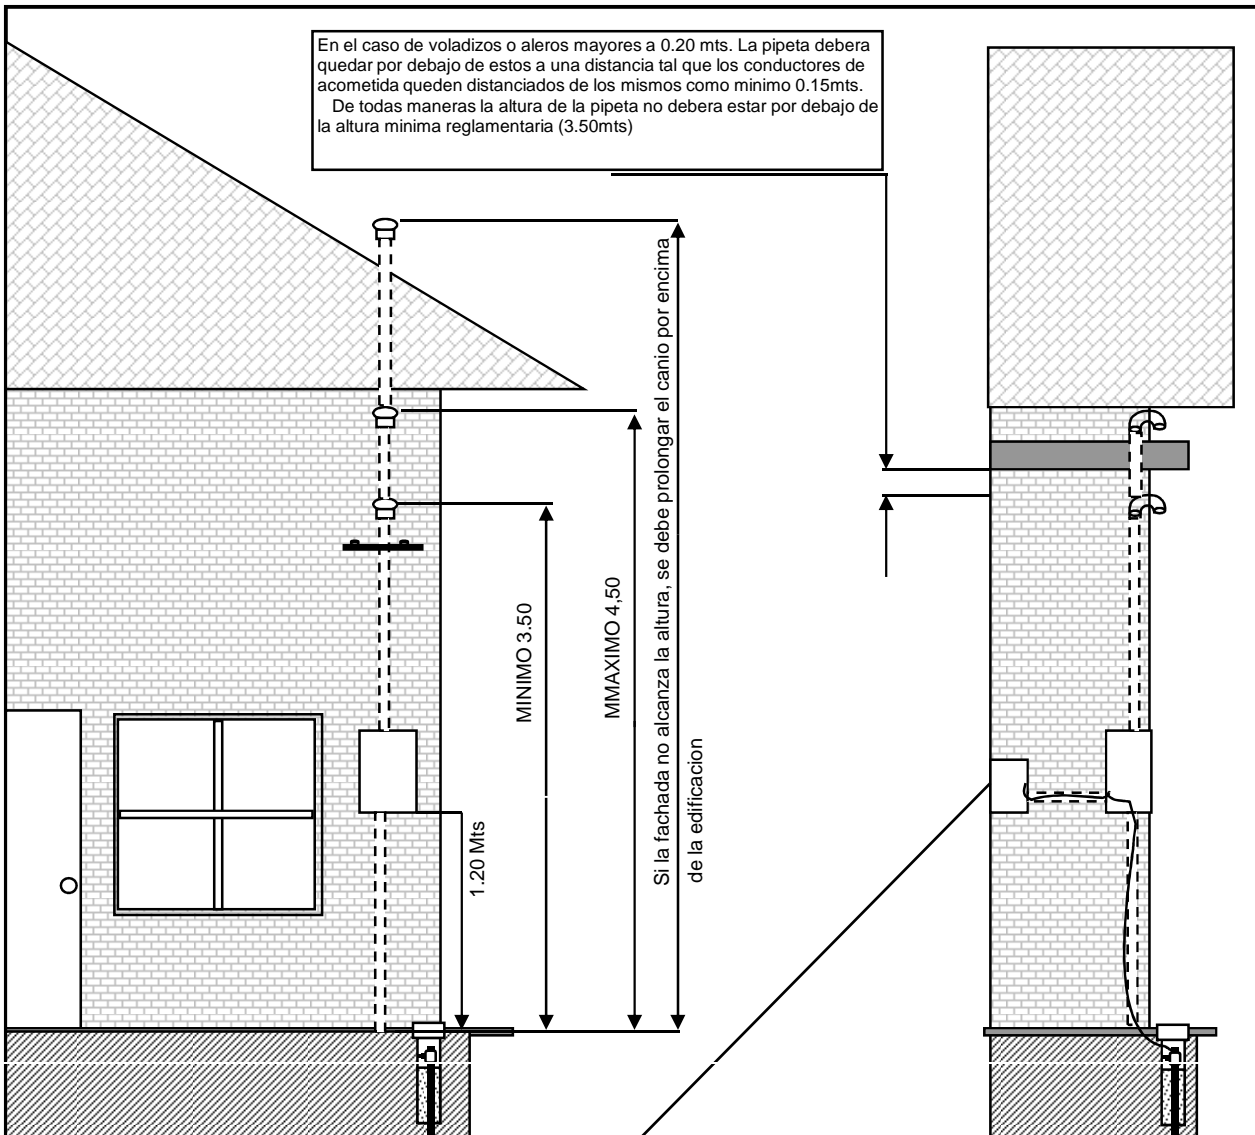 En el caso de voladizos o aleros mayores a 0.20 mts. La pipeta debera
quedar por debajo de estos a una distancia tal que los conductores de
acometida queden distanciados de los mismos como minimo 0.15mts.
De todas maneras la altura de la pipeta no debera estar por debajo de
la altura minima reglamentaria (3.50mts)
1.20 Mts
MINIMO 3.50
MMAXIMO 4,50
Si la fachada no alcanza la altura, se debe prolongar el canio por encima
de la edificacion